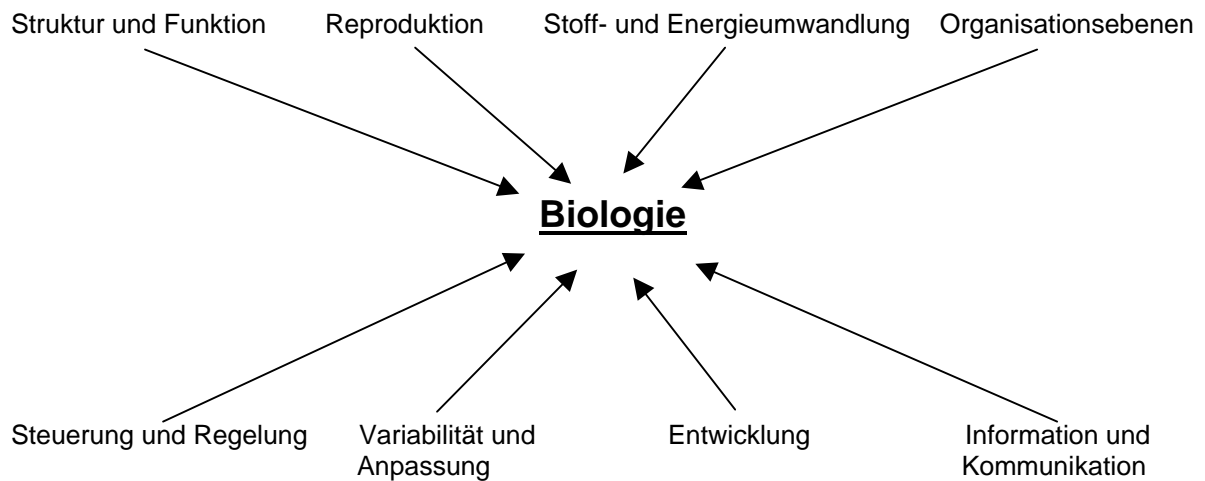 Struktur und Funktion Reproduktion Stoff- und Energieumwandlung Organisationsebenen
Biologie
Steuerung und Regelung Variabilität und Entwicklung Information und
Anpassung Kommunikation